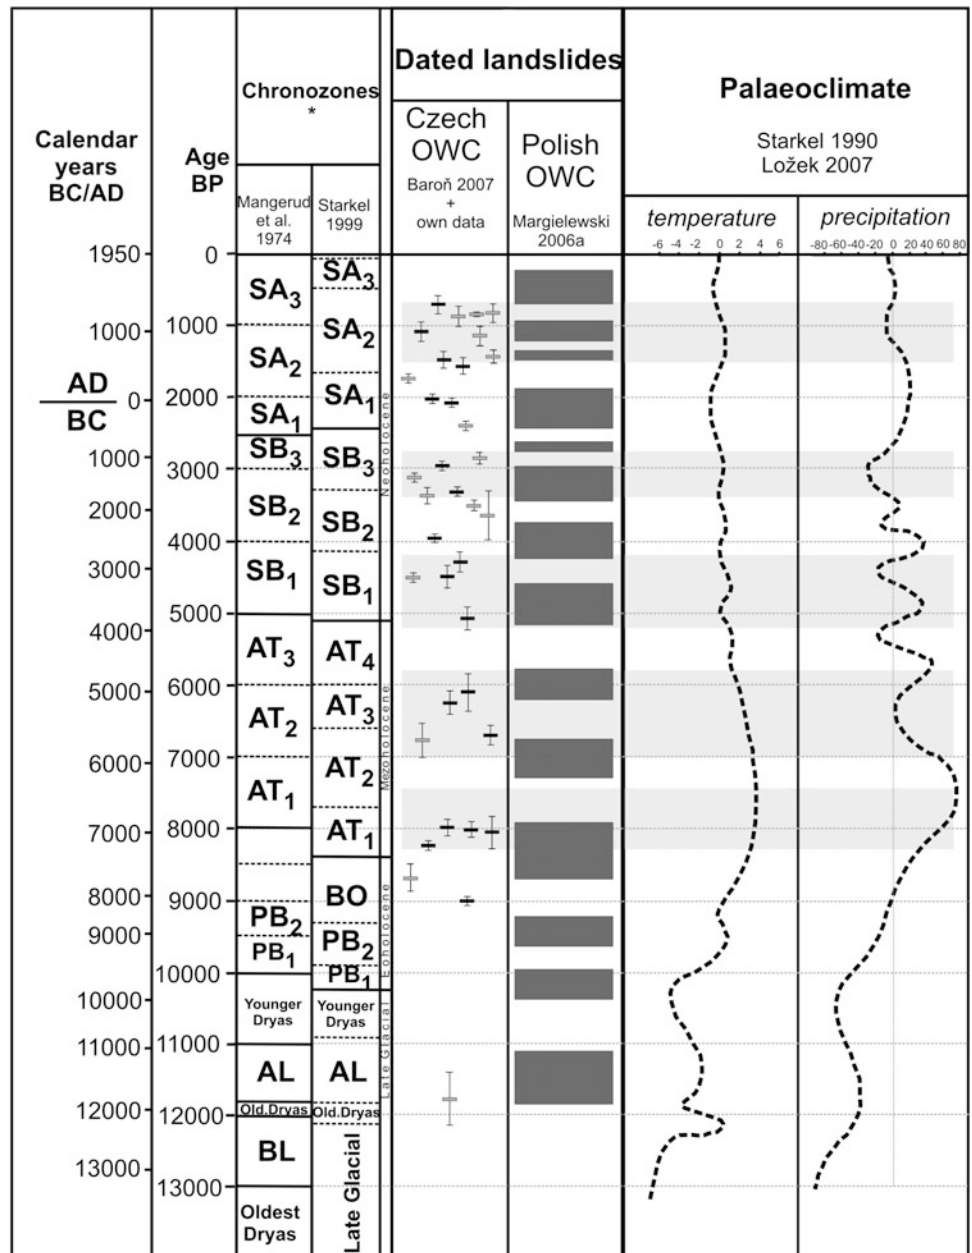 Dated landslides
Chronozones
*
Palaeoclimate
Calendar
years
BC/AD
Age
BP
Czech
OWC
Baroň 2007
+
own data
Polish
OWC
Margielewski
2006a
Starkel 1990
Ložek 2007
Mangerud
et al.
1974
Starkel
1999
temperature
precipitation
-6 -4 -2 0 2 4 6
-80 -60 -40 -20 0 20 40 60 80
1950
1000
AD
0
BC
1000
2000
3000
4000
5000
6000
7000
8000
9000
10000
11000
12000
13000
0
1000
2000
3000
4000
5000
6000
7000
8000
9000
10000
11000
12000
13000
SA3
SA2
SA1
SB3
SB2
SB1
AT3
AT2
AT1
PB2
PB1
Younger
Dryas
AL
Old.Dryas
BL
Oldest
Dryas
SA3
SA2
SA1
SB3
SB2
SB1
AT4
AT3
AT2
AT1
BO
PB2
PB1
Younger
Dryas
AL
Old.Dryas
Late Glacial
Neoholocene
Mezoholocene
Eoholocene
Late Glacial